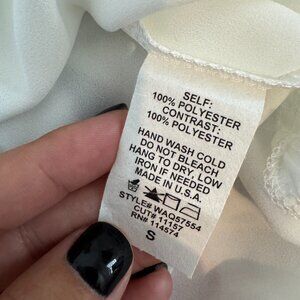 SELF:
100% POLYESTER
CONTRAST:
100% POLYESTER
HAND WASH COLD
DO NOT BLEACH
HANG TO DRY. LOW
IRON IF NEEDED
MADE IN U.S.A.
STYLE# WAQ57554
CUT# 11157
RN# 114574
S